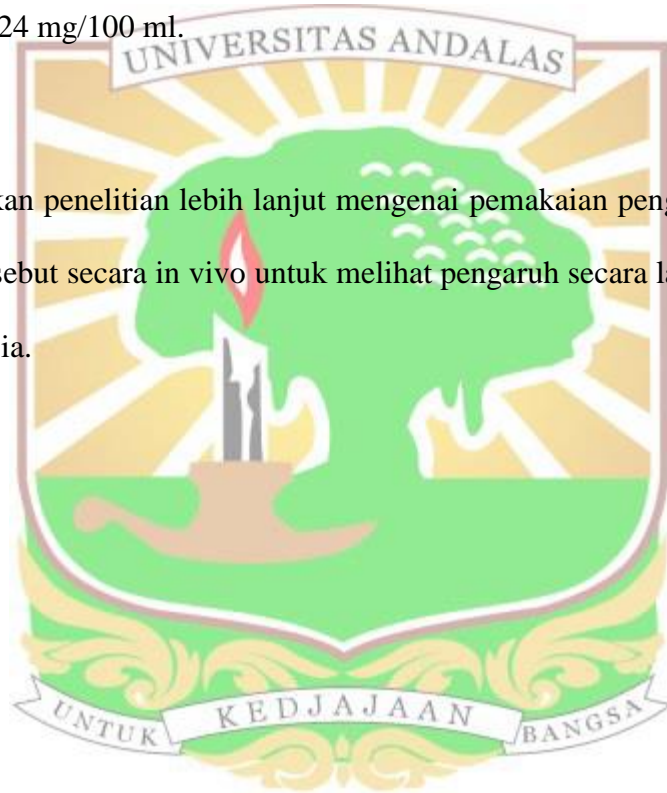 24 mg/100 ml.
UNIVERSITAS ANDALAS
kan penelitian lebih lanjut mengenai pemakaian peng
sebut secara in vivo untuk melihat pengaruh secara la
ia.
UNTUK KEDJAJAAN BANGSA